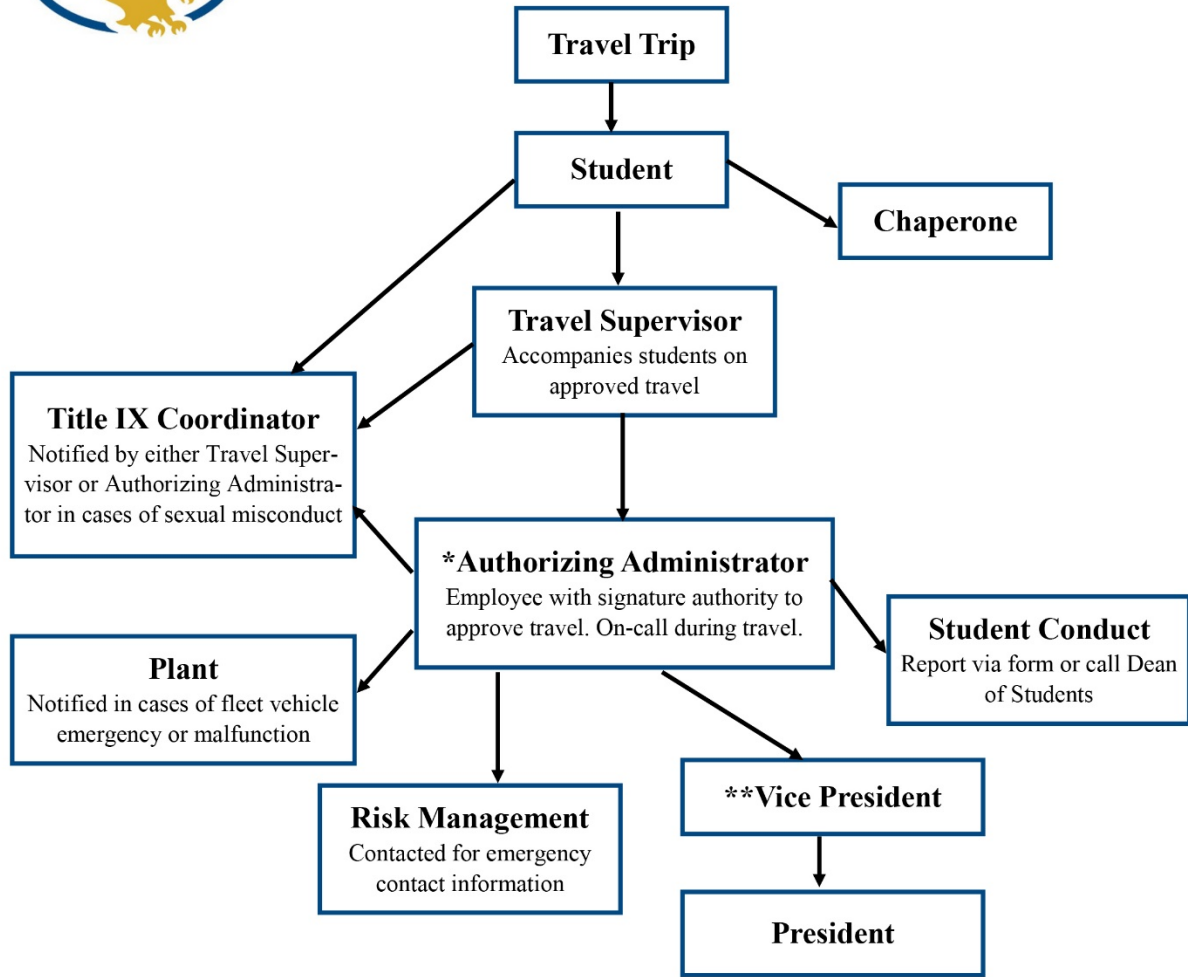 Travel Trip
Student
Chaperone
Travel Supervisor
Accompanies students on
approved travel
Title IX Coordinator
Notified by either Travel Super-
visor or Authorizing Administra-
tor in cases of sexual misconduct
*Authorizing Administrator
Employee with signature authority to
approve travel. On-call during travel.
Student Conduct
Report via form or call Dean
of Students
Plant
Notified in cases of fleet vehicle
emergency or malfunction
Risk Management
Contacted for emergency
contact information
**Vice President
President